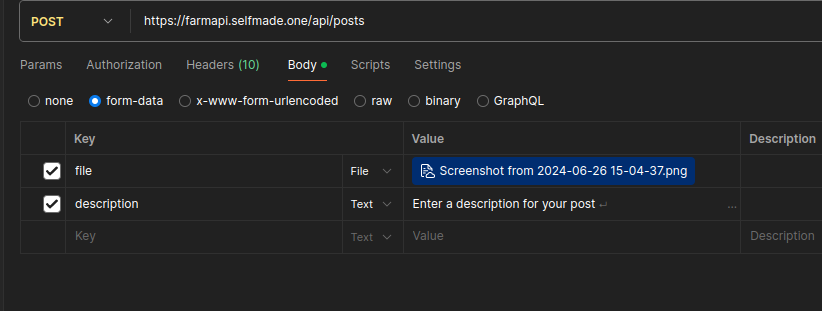 POST https://farmapi.selfmade.one/api/posts
Params Authorization Headers (10) Body Scripts Settings
none form-data x-www-form-urlencoded raw binary GraphQL
Key Value Description
file File Screenshot from 2024-06-26 15-04-37.png
description Text Enter a description for your post ↵ ...
Key Text Value Description